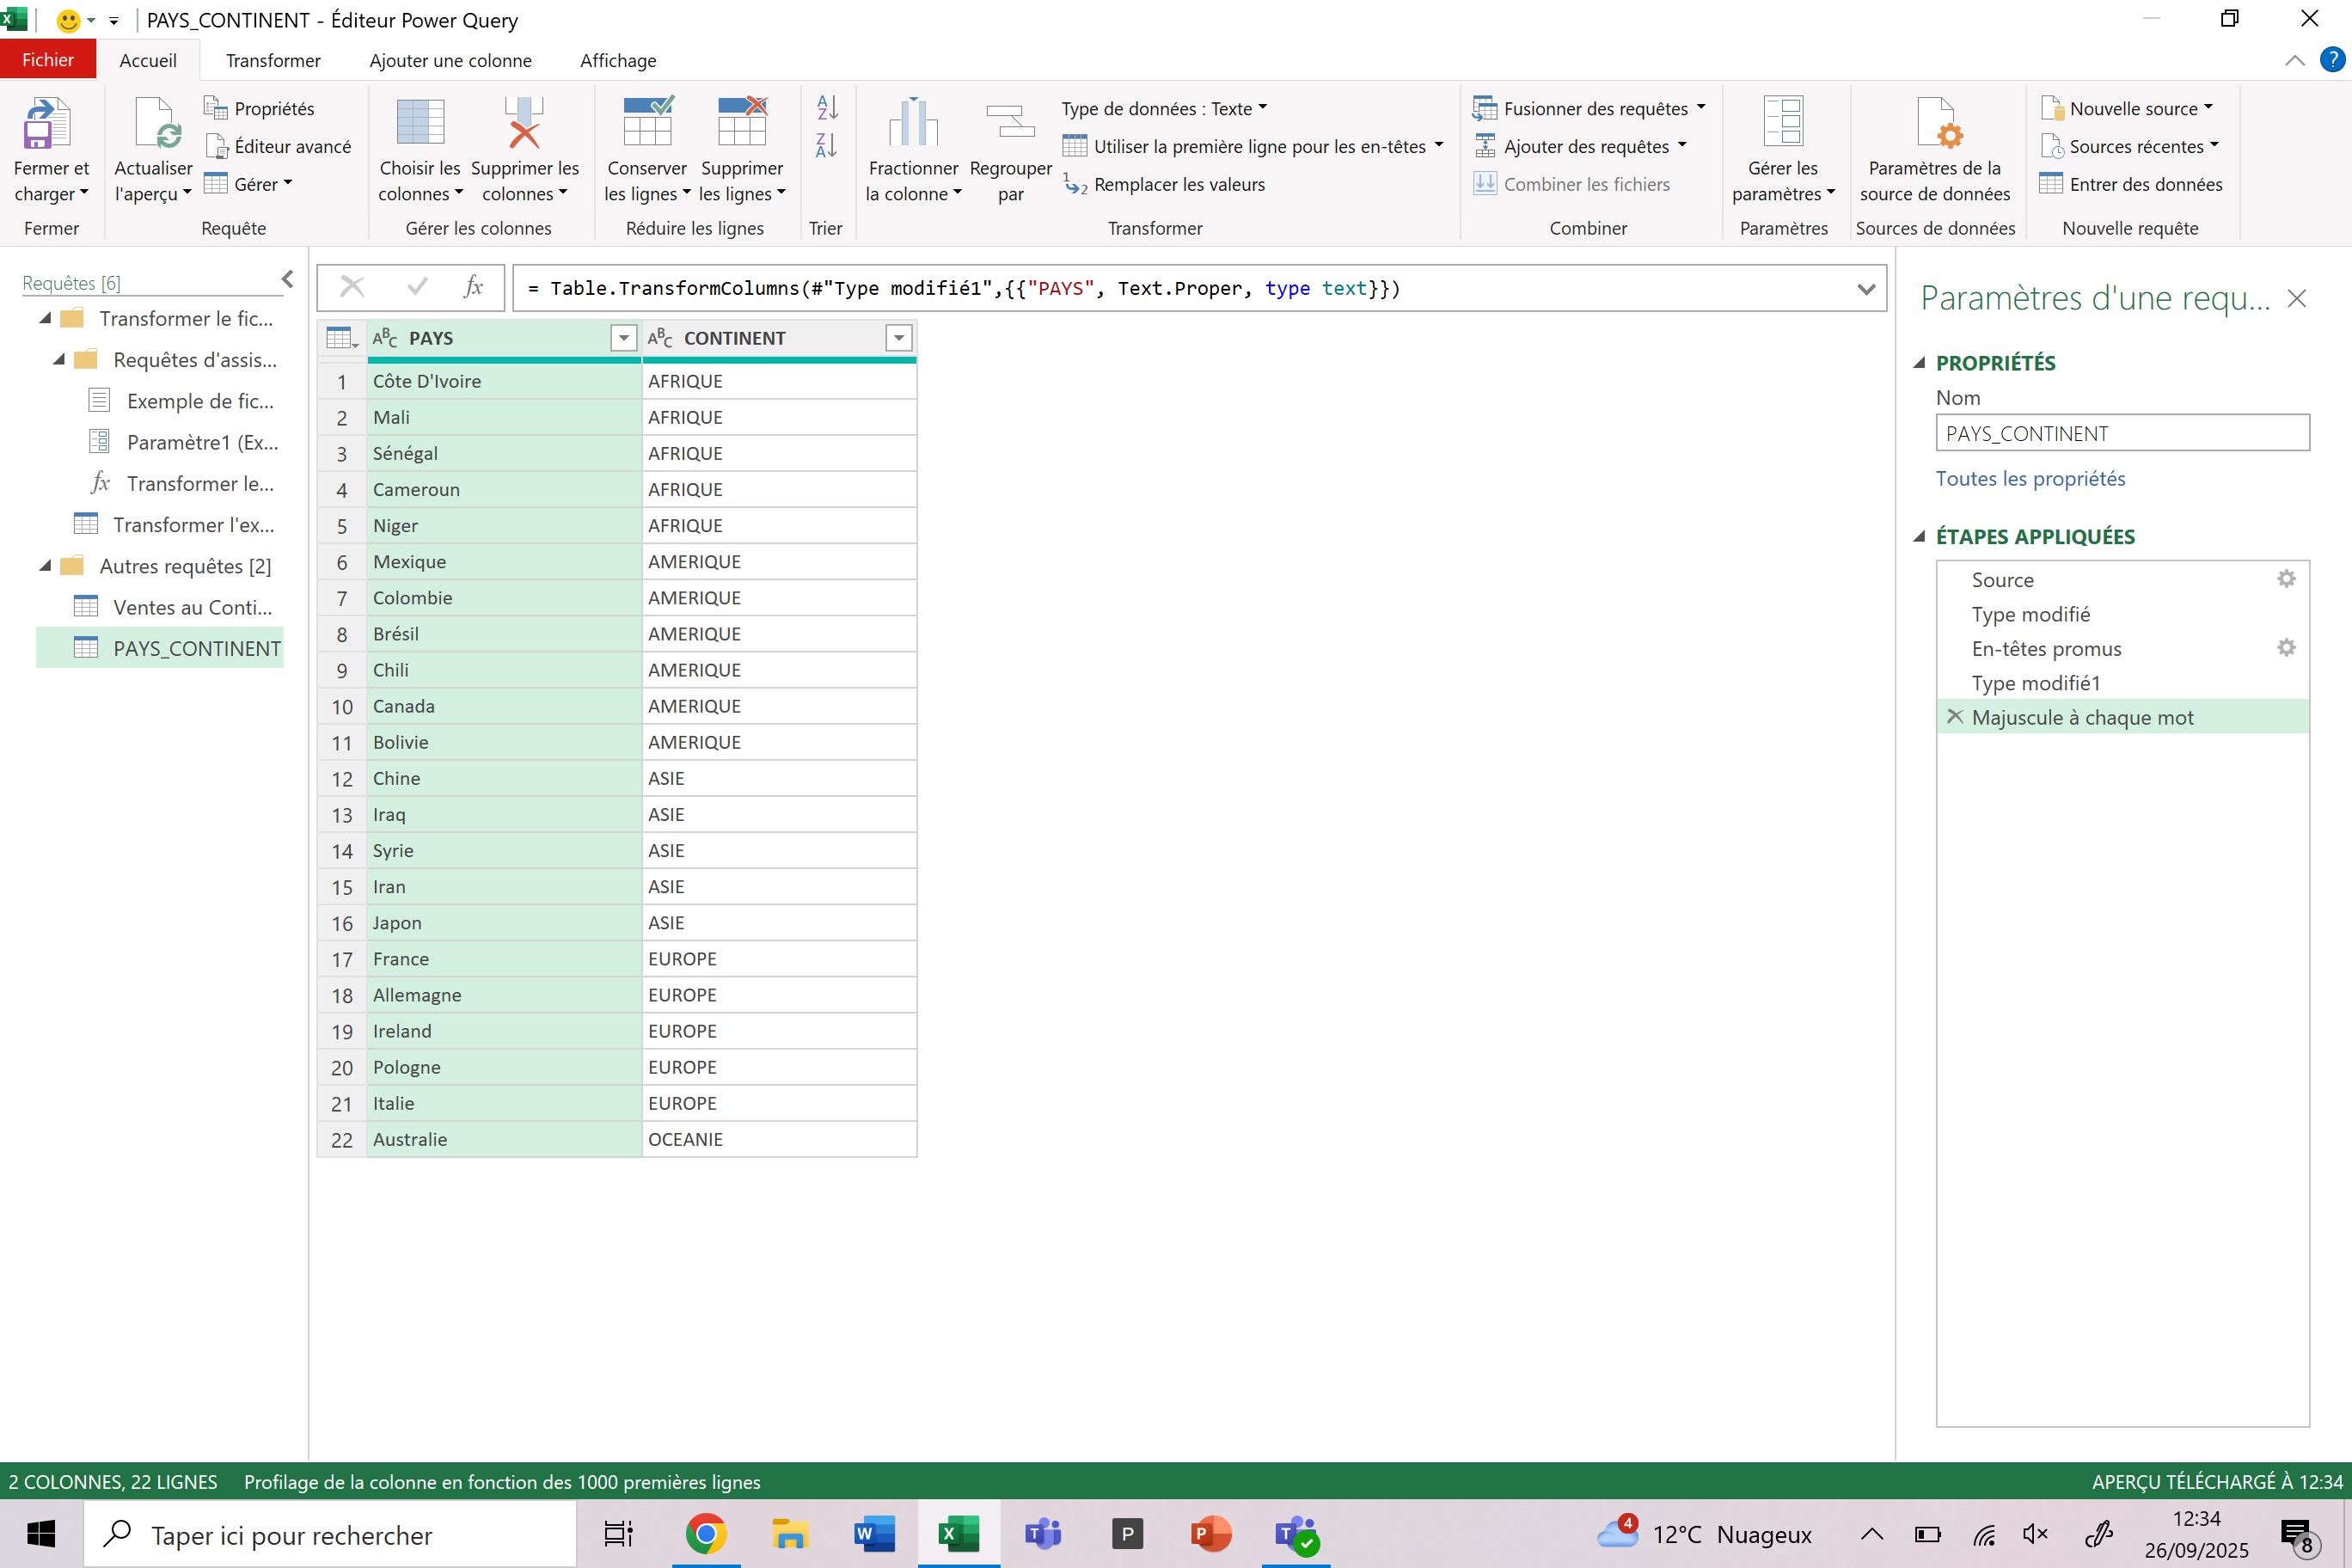 PAYS_CONTINENT - Éditeur Power Query
Fichier
Accueil
Transformer
Ajouter une colonne
Affichage
?
Fermer et
charger
Actualiser
l'aperçu
Propriétés
Éditeur avancé
Gérer
Choisir les
colonnes
Supprimer les
colonnes
Conserver
les lignes
Supprimer
les lignes
A
Z
Z
A
Fractionner
la colonne
Regrouper
par
Type de données : Texte
Utiliser la première ligne pour les en-têtes
1
2
Remplacer les valeurs
Fusionner des requêtes
Ajouter des requêtes
Combiner les fichiers
Gérer les
paramètres
Paramètres de la
source de données
Nouvelle source
Sources récentes
Entrer des données
Fermer
Requête
Gérer les colonnes
Réduire les lignes
Trier
Transformer
Combiner
Paramètres
Sources de données
Nouvelle requête
Requêtes [6]
Transformer le fic...
Requêtes d'assis...
Exemple de fic...
Paramètre1 (Ex...
fx Transformer le...
Transformer l'ex...
Autres requêtes [2]
Ventes au Conti...
PAYS_CONTINENT
fx
= Table.TransformColumns(#"Type modifié1",{{"PAYS", Text.Proper, type text}})
ABC PAYS ABC CONTINENT
1 Côte D'Ivoire AFRIQUE
2 Mali AFRIQUE
3 Sénégal AFRIQUE
4 Cameroun AFRIQUE
5 Niger AFRIQUE
6 Mexique AMERIQUE
7 Colombie AMERIQUE
8 Brésil AMERIQUE
9 Chili AMERIQUE
10 Canada AMERIQUE
11 Bolivie AMERIQUE
12 Chine ASIE
13 Iraq ASIE
14 Syrie ASIE
15 Iran ASIE
16 Japon ASIE
17 France EUROPE
18 Allemagne EUROPE
19 Ireland EUROPE
20 Pologne EUROPE
21 Italie EUROPE
22 Australie OCEANIE
Paramètres d'une requ...
PROPRIÉTÉS
Nom
PAYS_CONTINENT
Toutes les propriétés
ÉTAPES APPLIQUÉES
Source
Type modifié
En-têtes promus
Type modifié1
Majuscule à chaque mot
2 COLONNES, 22 LIGNES Profilage de la colonne en fonction des 1000 premières lignes
APERÇU TÉLÉCHARGÉ À 12:34
Taper ici pour rechercher
W
X
T
P
P
T
4
12°C Nuageux
12:34
26/09/2025
8